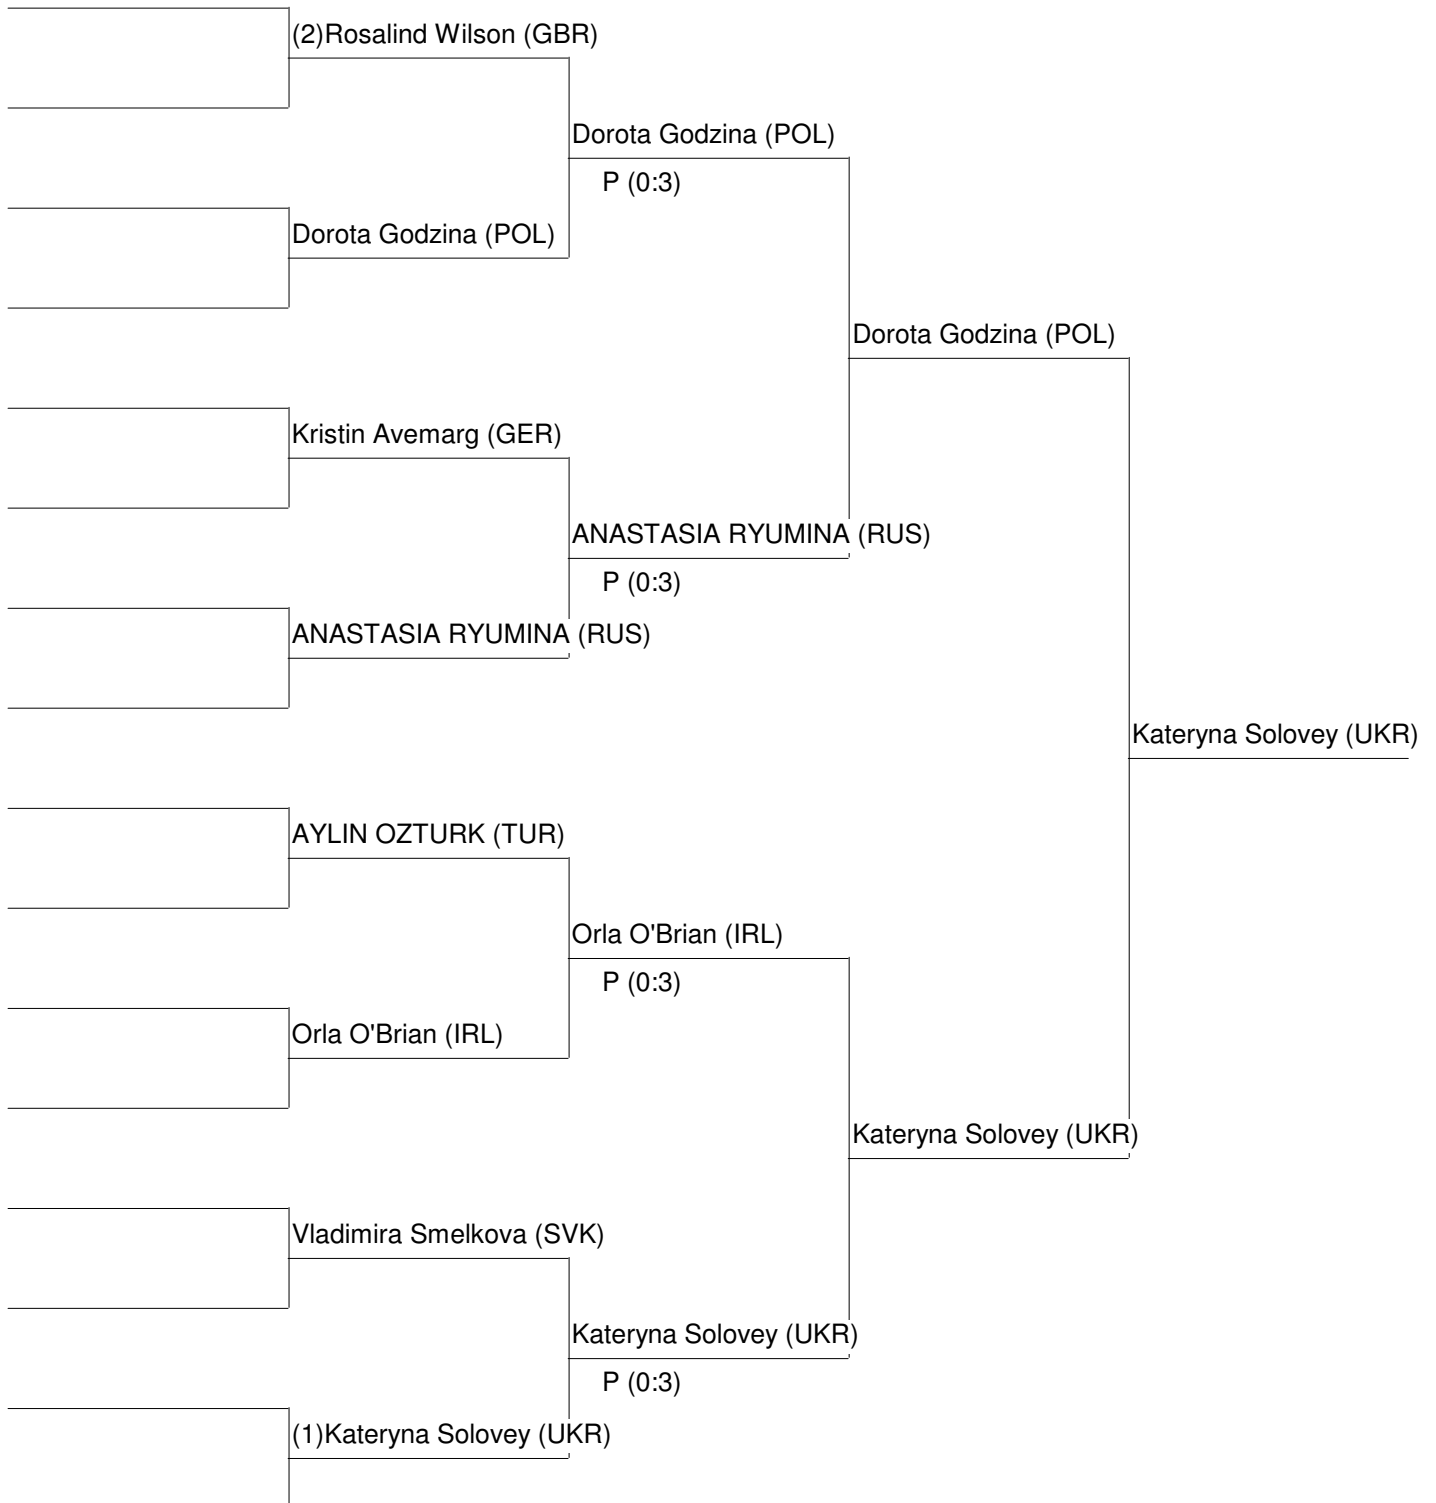 (2)Rosalind Wilson (GBR)
Dorota Godzina (POL)
P (0:3)
Dorota Godzina (POL)
Dorota Godzina (POL)
Kristin Avemarg (GER)
ANASTASIA RYUMINA (RUS)
P (0:3)
ANASTASIA RYUMINA (RUS)
Kateryna Solovey (UKR)
AYLIN OZTURK (TUR)
Orla O'Brian (IRL)
P (0:3)
Orla O'Brian (IRL)
Kateryna Solovey (UKR)
Vladimira Smelkova (SVK)
Kateryna Solovey (UKR)
P (0:3)
(1)Kateryna Solovey (UKR)